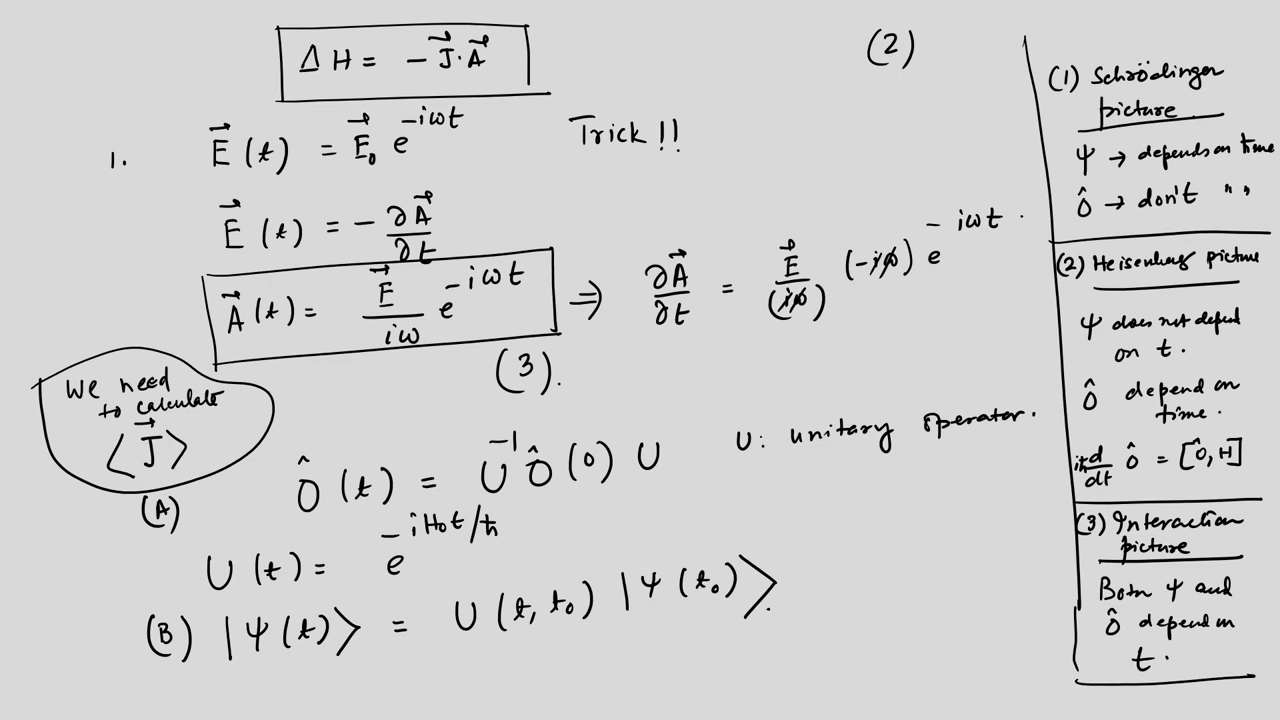 ΔH = -J⃗·A⃗
(2)
1. E⃗(t) = E⃗₀ e^{-iωt} Trick !!
E⃗(t) = - ∂A⃗/∂t
A⃗(t) = E⃗/iω e^{-iωt} ⇒ ∂A⃗/∂t = E⃗/(iω) (-iω) e^{-iωt}.
(3).
We need
to calculate
⟨J⃗⟩
(A)
Ô(t) = U⁻¹ Ô(0) U U: unitary operator.
U(t) = e^{-iH₀t/ħ}
(B) |ψ(t)⟩ = U(t, t₀) |ψ(t₀)⟩.
(1) Schrödinger
picture
ψ → depends on time
Ô → don't " "
(2) Heisenberg picture
ψ does not depend
on t.
Ô depend on
time.
iħ d/dt Ô = [Ô, H]
(3) Interaction
picture
Both ψ and
Ô depend on
t.